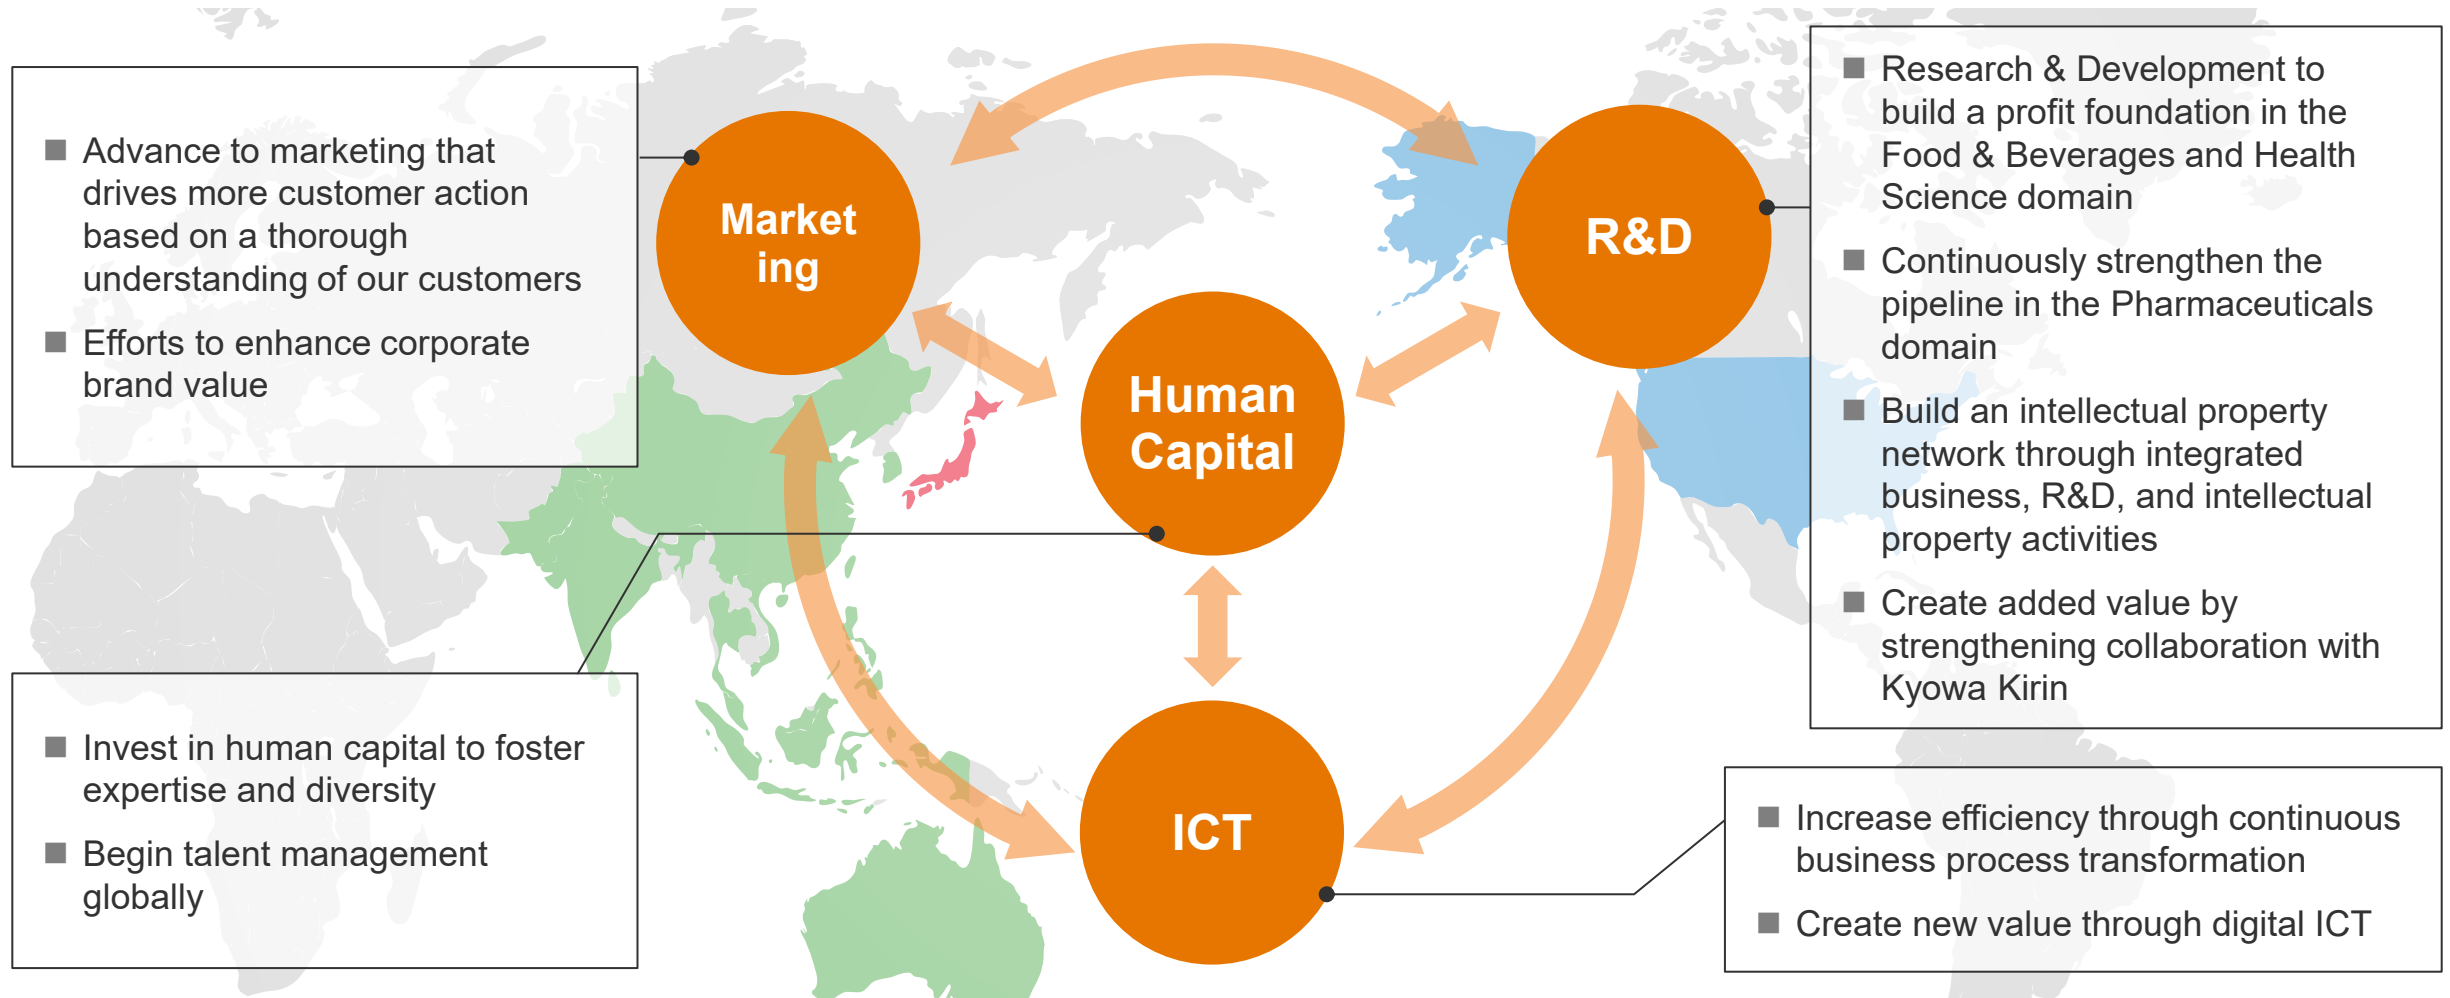 ■ Advance to marketing that
drives more customer action
based on a thorough
understanding of our customers
■ Efforts to enhance corporate
brand value
Market
ing
R&D
■ Research & Development to
build a profit foundation in the
Food & Beverages and Health
Science domain
■ Continuously strengthen the
pipeline in the Pharmaceuticals
domain
■ Build an intellectual property
network through integrated
business, R&D, and intellectual
property activities
■ Create added value by
strengthening collaboration with
Kyowa Kirin
Human
Capital
■ Invest in human capital to foster
expertise and diversity
■ Begin talent management
globally
ICT
■ Increase efficiency through continuous
business process transformation
■ Create new value through digital ICT